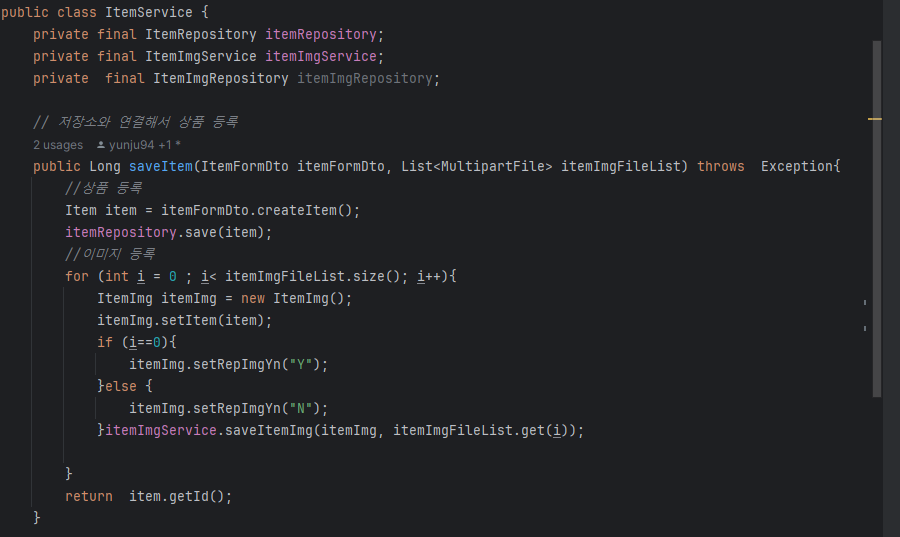 public class ItemService {
private final ItemRepository itemRepository;
private final ItemImgService itemImgService;
private  final ItemImgRepository itemImgRepository;
// 저장소와 연결해서 상품 등록
2 usages yunju94 +1 *
public Long saveItem(ItemFormDto itemFormDto, List<MultipartFile> itemImgFileList) throws  Exception{
//상품 등록
Item item = itemFormDto.createItem();
itemRepository.save(item);
//이미지 등록
for (int i = 0 ; i< itemImgFileList.size(); i++){
ItemImg itemImg = new ItemImg();
itemImg.setItem(item);
if (i==0){
itemImg.setRepImgYn("Y");
}else {
itemImg.setRepImgYn("N");
}itemImgService.saveItemImg(itemImg, itemImgFileList.get(i));
}
return  item.getId();
}